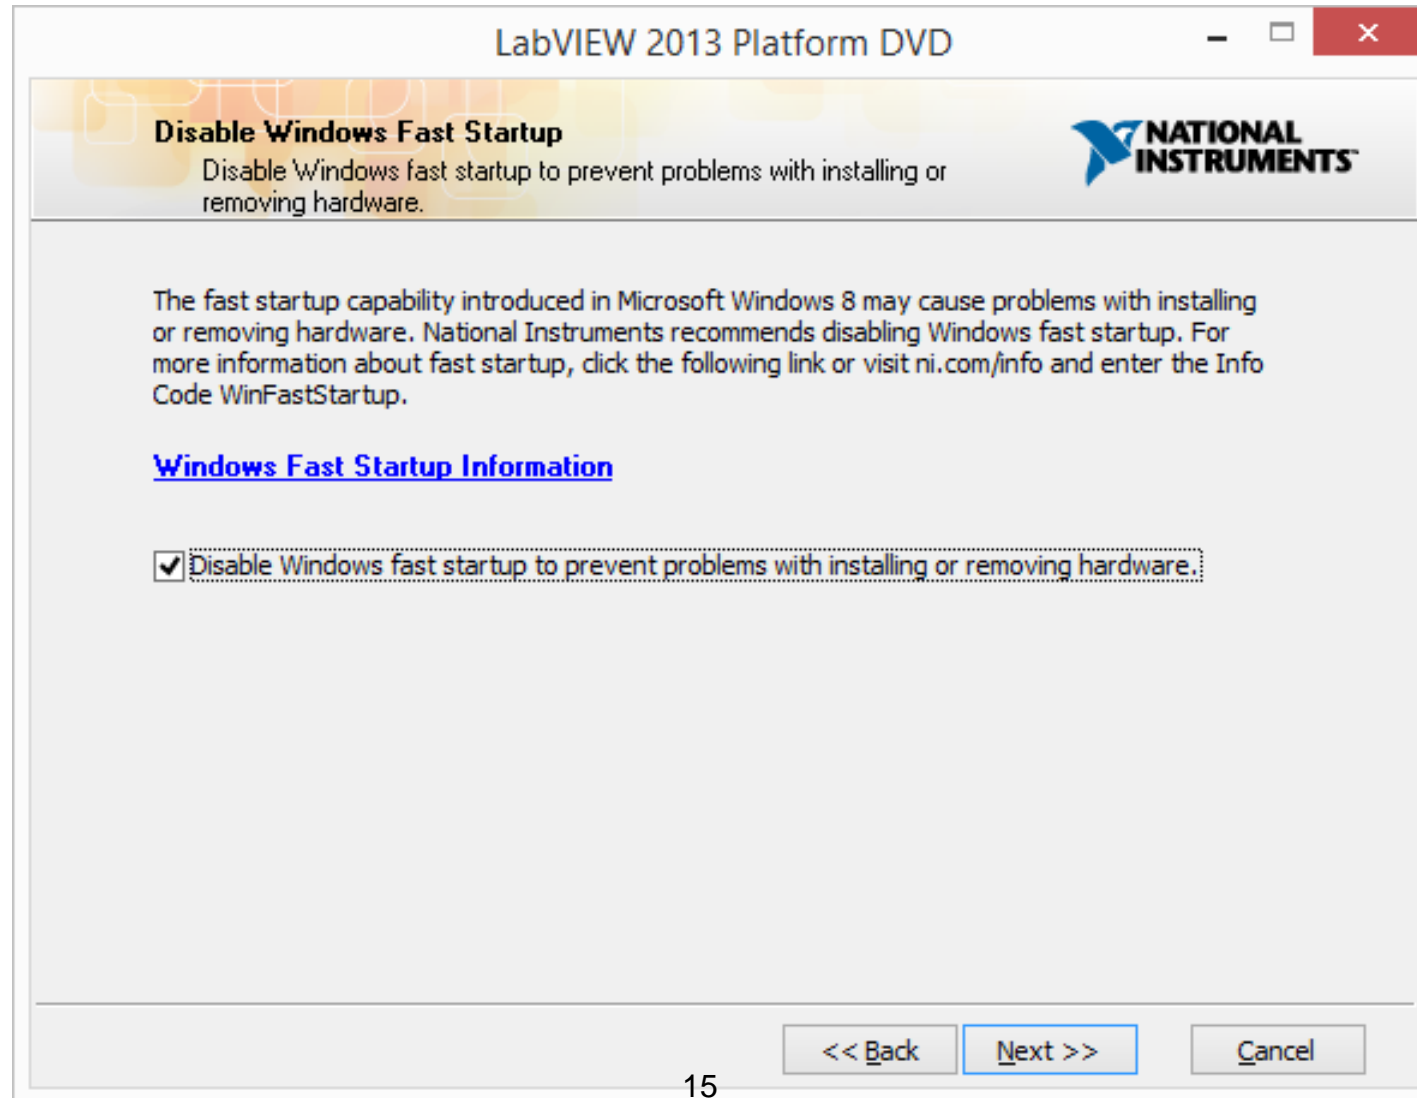 LabVIEW 2013 Platform DVD
Disable Windows Fast Startup
Disable Windows fast startup to prevent problems with installing or
removing hardware.
NATIONAL
INSTRUMENTS™
The fast startup capability introduced in Microsoft Windows 8 may cause problems with installing
or removing hardware. National Instruments recommends disabling Windows fast startup. For
more information about fast startup, click the following link or visit ni.com/info and enter the Info
Code WinFastStartup.
Windows Fast Startup Information
Disable Windows fast startup to prevent problems with installing or removing hardware.
<< Back
Next >>
Cancel
15